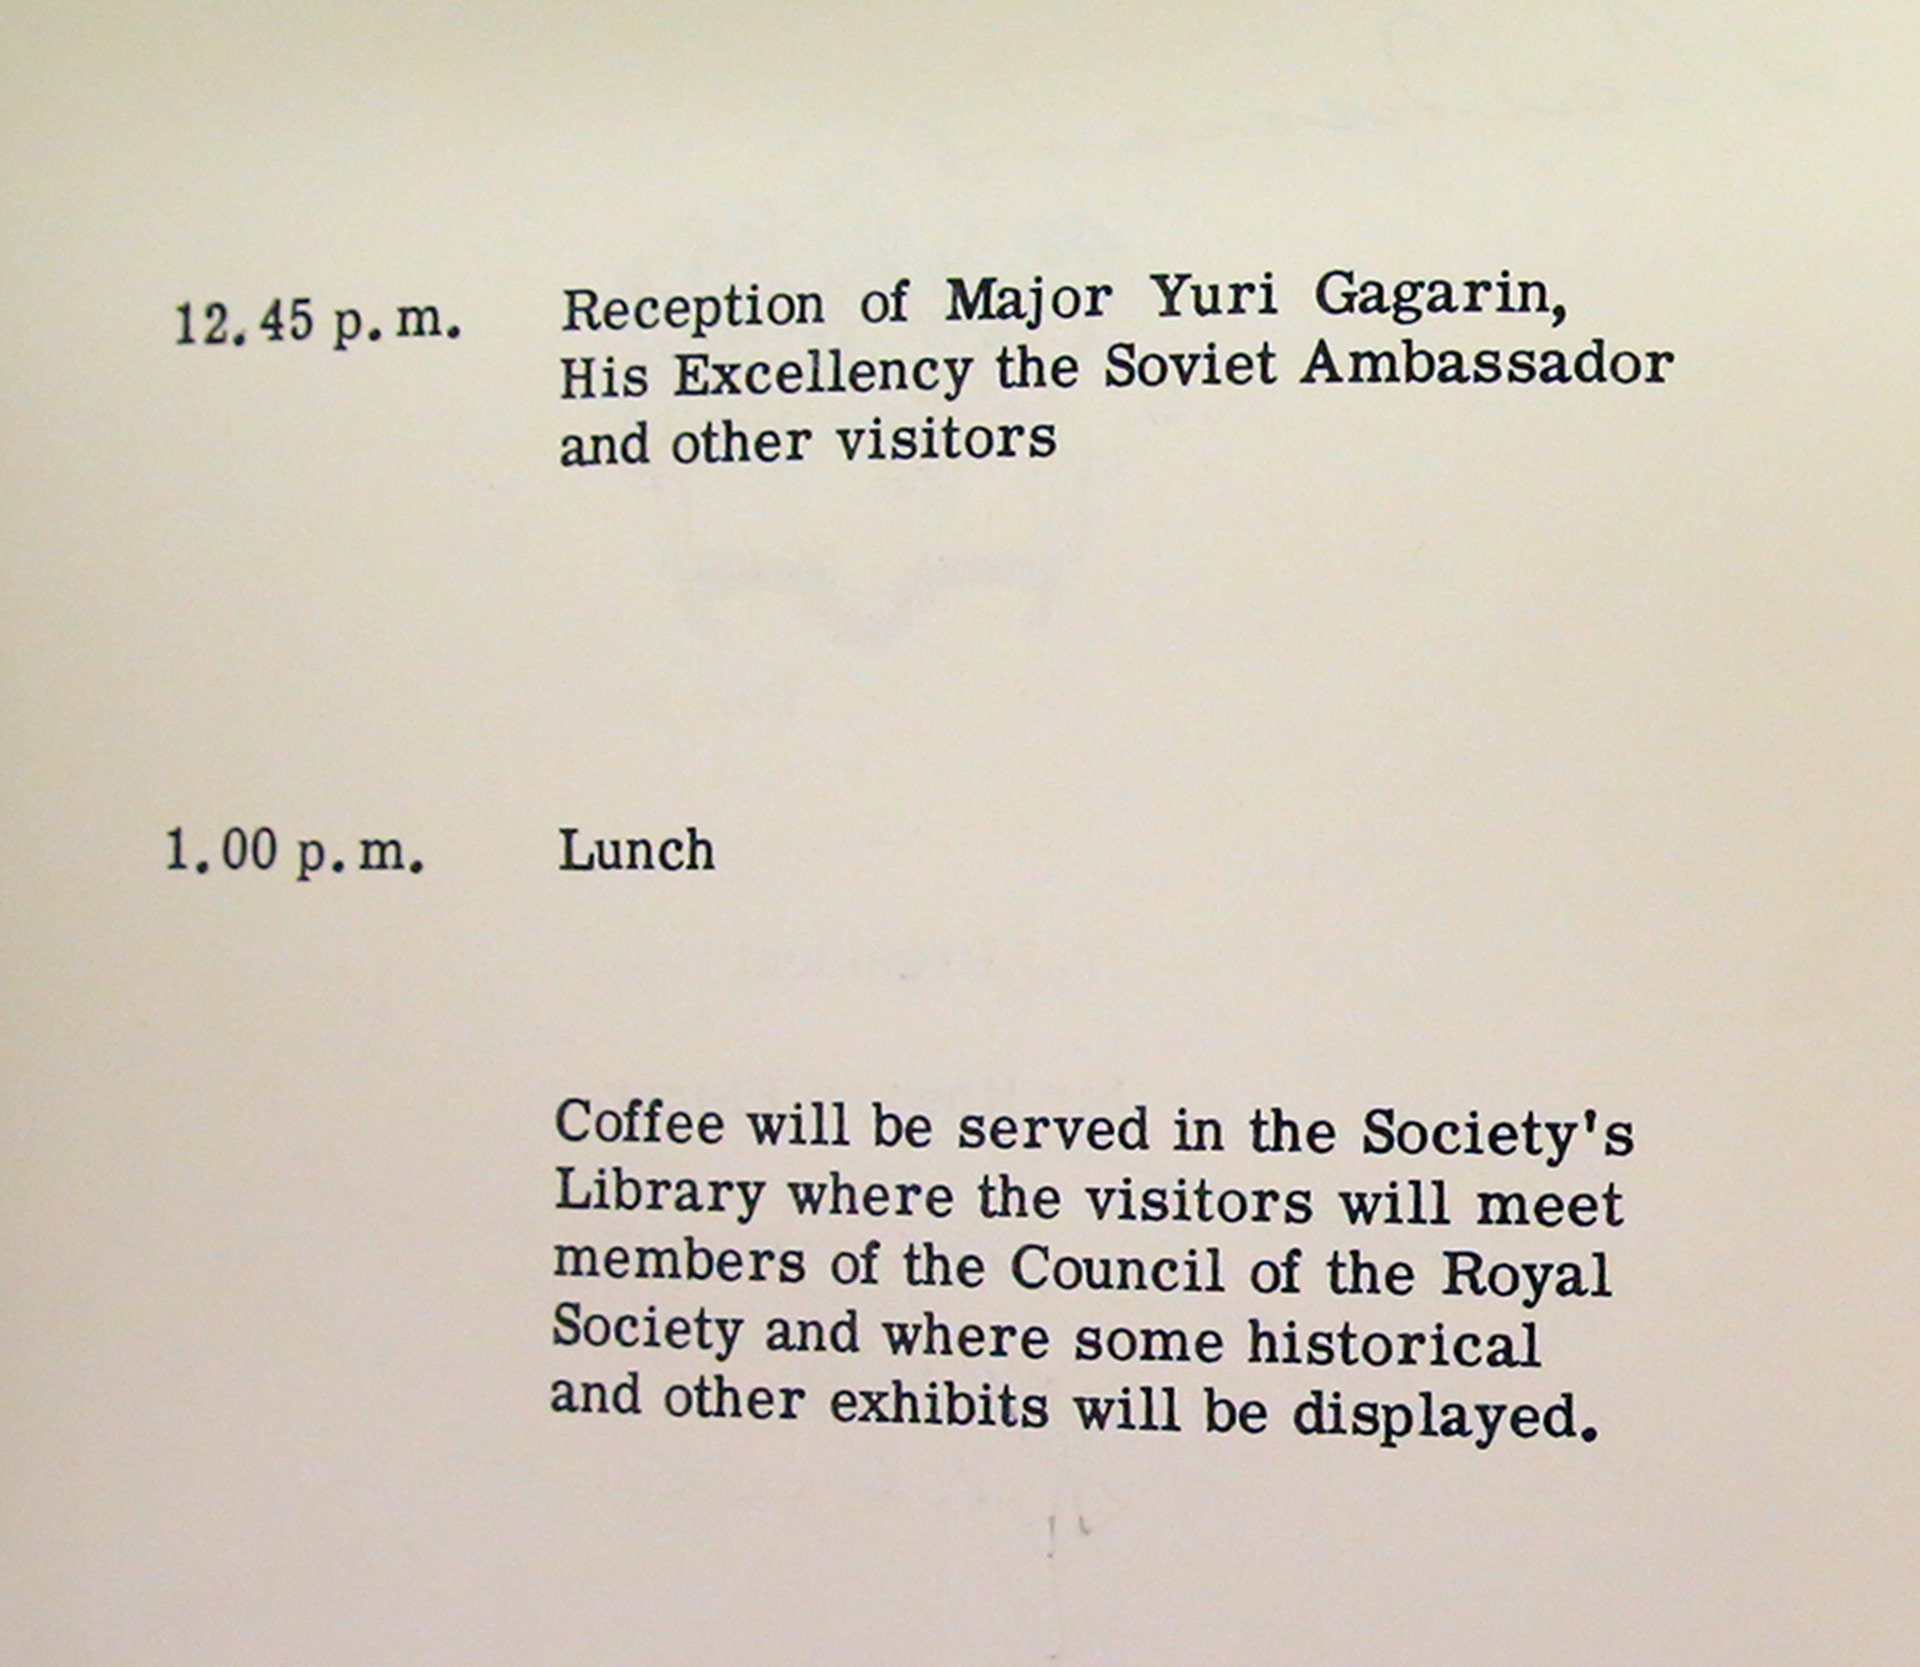 12.45 p.m. Reception of Major Yuri Gagarin,
His Excellency the Soviet Ambassador
and other visitors
1.00 p.m. Lunch
Coffee will be served in the Society's
Library where the visitors will meet
members of the Council of the Royal
Society and where some historical
and other exhibits will be displayed.